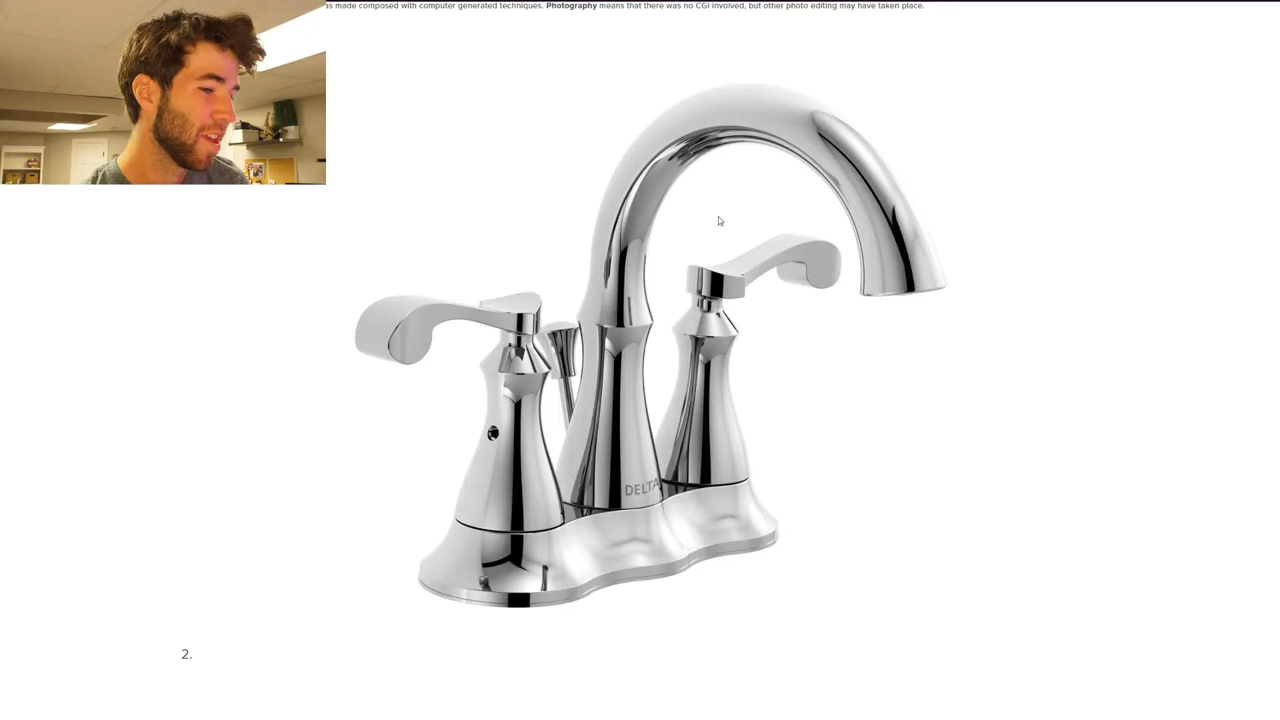 as made composed with computer generated techniques. Photography means that there was no CGI involved, but other photo editing may have taken place.
DELTA
2.